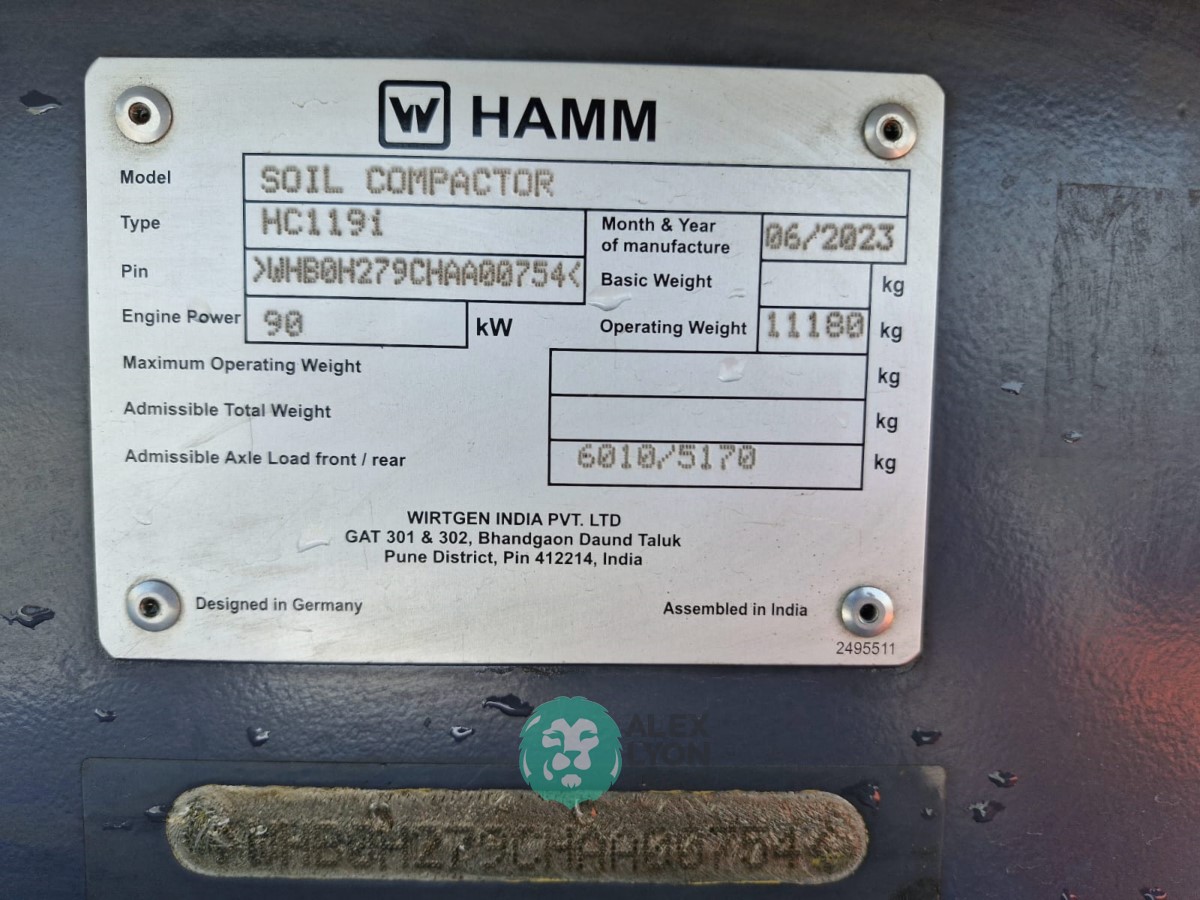 W HAMM
Model SOIL COMPACTOR
Type HC119i Month & Year of manufacture 06/2023
Pin >WHB0H279CHAA00754< Basic Weight kg
Engine Power 90 kW Operating Weight 11180 kg
Maximum Operating Weight kg
Admissible Total Weight kg
Admissible Axle Load front / rear 6010/5170 kg
WIRTGEN INDIA PVT. LTD
GAT 301 & 302, Bhandgaon Daund Taluk
Pune District, Pin 412214, India
Designed in Germany Assembled in India
2495511
ALEX
LYON
WHB0H279CHAA00754<